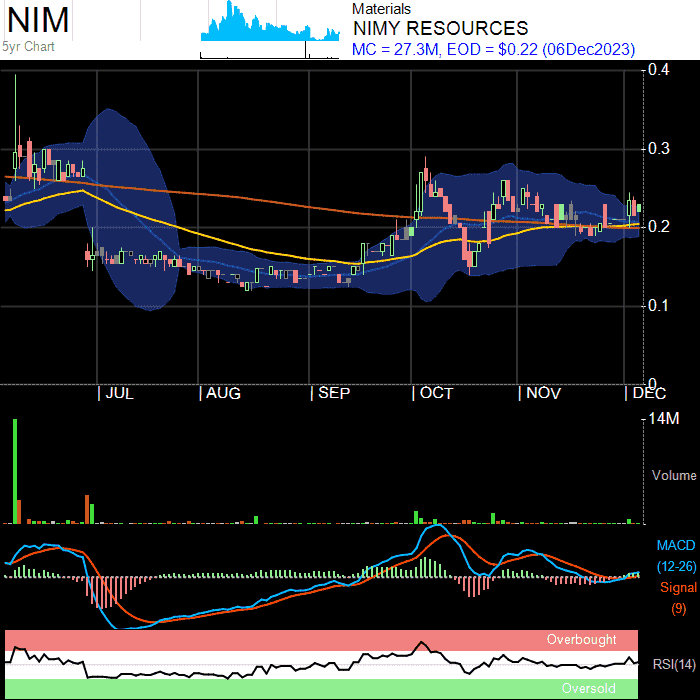 NIM
5yr Chart
Materials
NIMY RESOURCES
MC = 27.3M, EOD = $0.22 (06Dec2023)
0.4
0.3
0.2
0.1
0
JUL AUG SEP OCT NOV DEC
14M
Volume
MACD
(12-26)
Signal
(9)
Overbought
RSI(14)
Oversold